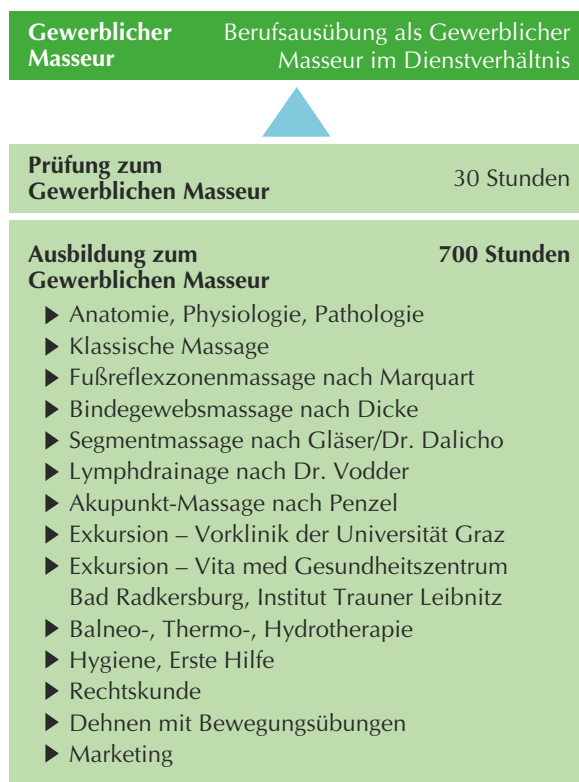 Gewerblicher Berufsausübung als Gewerblicher
Masseur Masseur im Dienstverhältnis
Prüfung zum
Gewerblichen Masseur 30 Stunden
Ausbildung zum 700 Stunden
Gewerblichen Masseur
▶ Anatomie, Physiologie, Pathologie
▶ Klassische Massage
▶ Fußreflexzonenmassage nach Marquart
▶ Bindegewebsmassage nach Dicke
▶ Segmentmassage nach Gläser/Dr. Dalicho
▶ Lymphdrainage nach Dr. Vodder
▶ Akupunkt-Massage nach Penzel
▶ Exkursion – Vorklinik der Universität Graz
▶ Exkursion – Vita med Gesundheitszentrum
Bad Radkersburg, Institut Trauner Leibnitz
▶ Balneo-, Thermo-, Hydrotherapie
▶ Hygiene, Erste Hilfe
▶ Rechtskunde
▶ Dehnen mit Bewegungsübungen
▶ Marketing